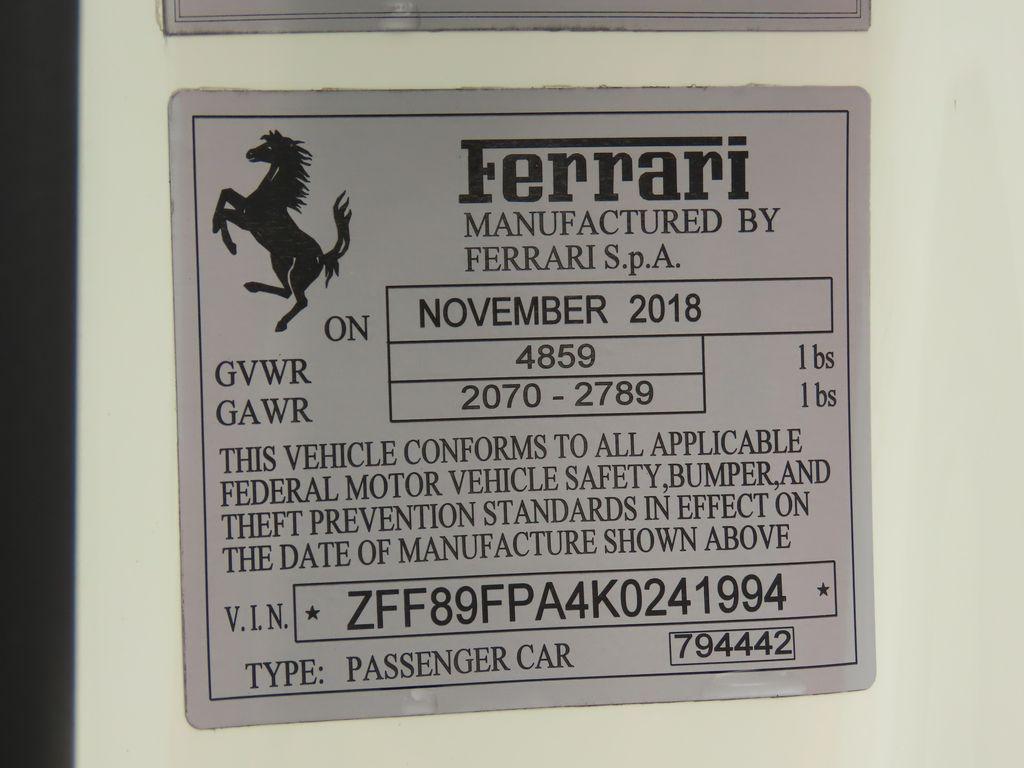 Ferrari
MANUFACTURED BY
FERRARI S.p.A.
ON NOVEMBER 2018
GVWR 4859 lbs
GAWR 2070 - 2789 lbs
THIS VEHICLE CONFORMS TO ALL APPLICABLE
FEDERAL MOTOR VEHICLE SAFETY,BUMPER,AND
THEFT PREVENTION STANDARDS IN EFFECT ON
THE DATE OF MANUFACTURE SHOWN ABOVE
V.I.N. * ZFF89FPA4K0241994 *
TYPE: PASSENGER CAR 794442